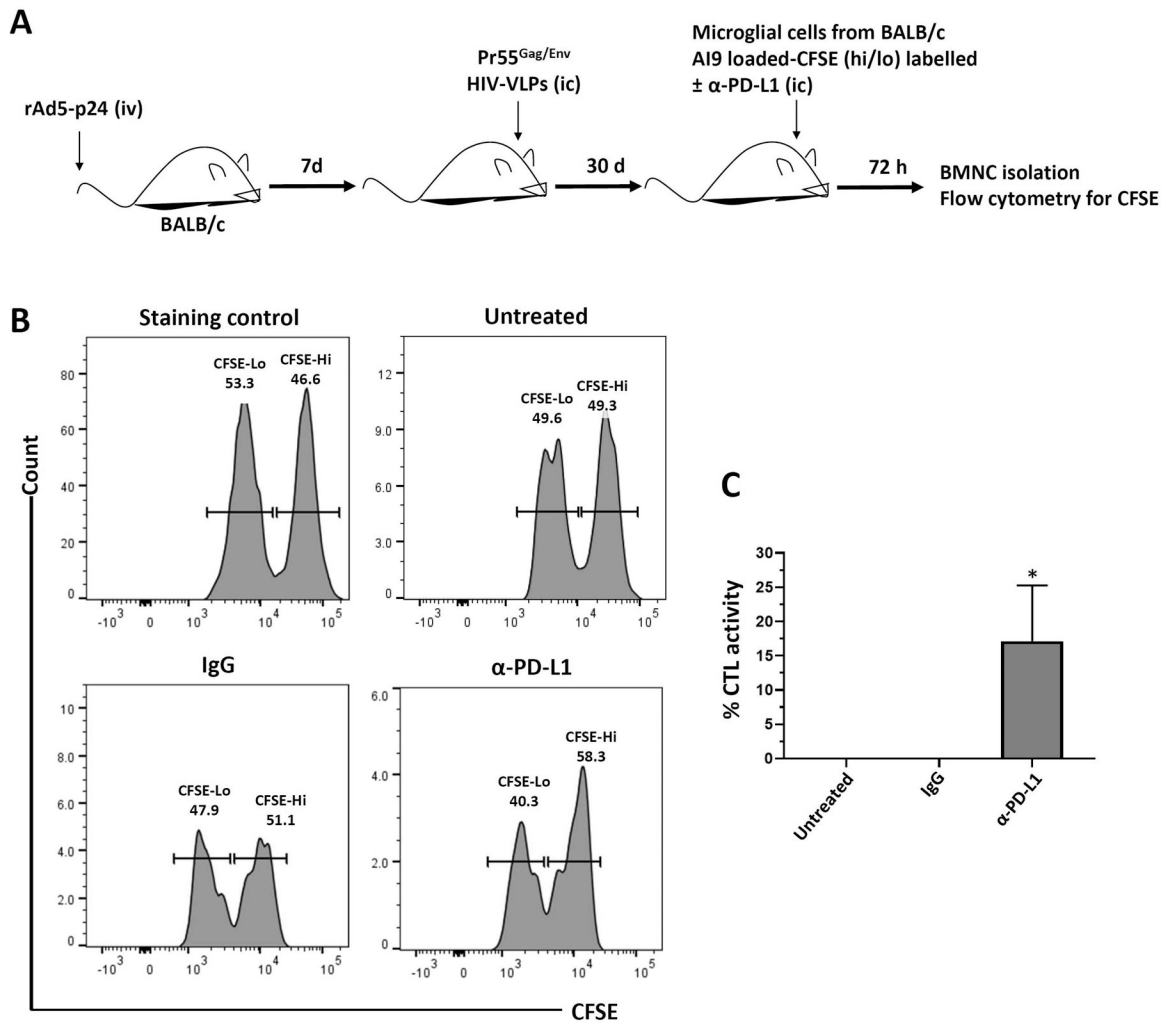 A
rAd5-p24 (iv)
BALB/c
7d
Pr55Gag/Env
HIV-VLPs (ic)
30 d
Microglial cells from BALB/c
AI9 loaded-CFSE (hi/lo) labelled
± α-PD-L1 (ic)
72 h
BMNC isolation
Flow cytometry for CFSE
B
Count
Staining control
CFSE-Lo
53.3
CFSE-Hi
46.6
80
60
40
20
0
-10³ 0 10³ 10⁴ 10⁵
Untreated
CFSE-Lo
49.6
CFSE-Hi
49.3
12
9.0
6.0
3.0
0
-10³ 0 10³ 10⁴ 10⁵
IgG
CFSE-Lo
47.9
CFSE-Hi
51.1
10
8.0
6.0
4.0
2.0
0
-10³ 0 10³ 10⁴ 10⁵
α-PD-L1
CFSE-Lo
40.3
CFSE-Hi
58.3
6.0
4.0
2.0
0
-10³ 0 10³ 10⁴ 10⁵
CFSE
C
% CTL activity
30
25
20
15
10
5
0
*
Untreated
IgG
α-PD-L1